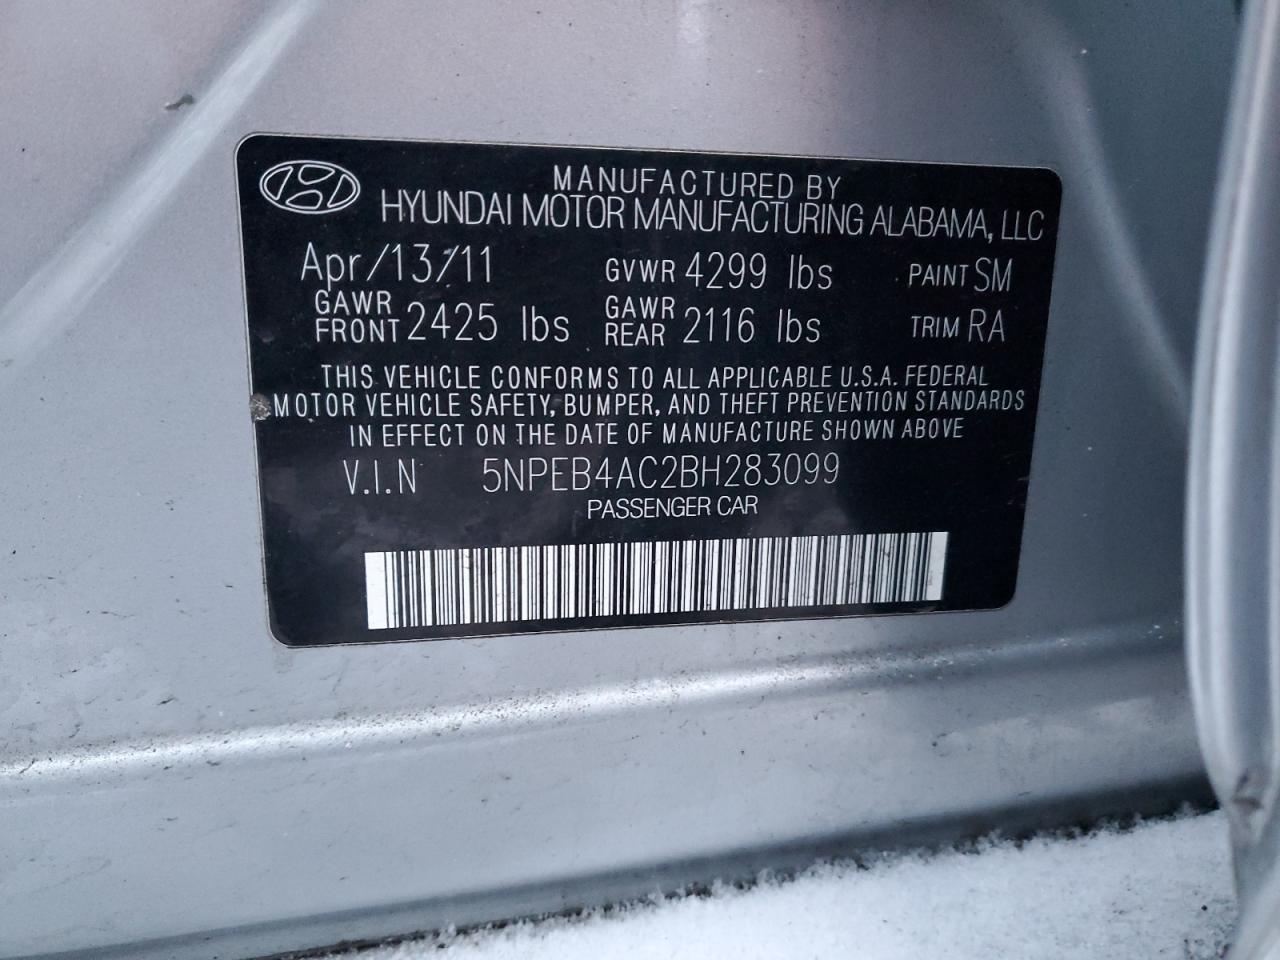 MANUFACTURED BY
HYUNDAI MOTOR MANUFACTURING ALABAMA, LLC
Apr/13/11 GVWR 4299 lbs PAINT SM
GAWR FRONT 2425 lbs GAWR REAR 2116 lbs TRIM RA
THIS VEHICLE CONFORMS TO ALL APPLICABLE U.S.A. FEDERAL
MOTOR VEHICLE SAFETY, BUMPER, AND THEFT PREVENTION STANDARDS
IN EFFECT ON THE DATE OF MANUFACTURE SHOWN ABOVE
V.I.N 5NPEB4AC2BH283099
PASSENGER CAR